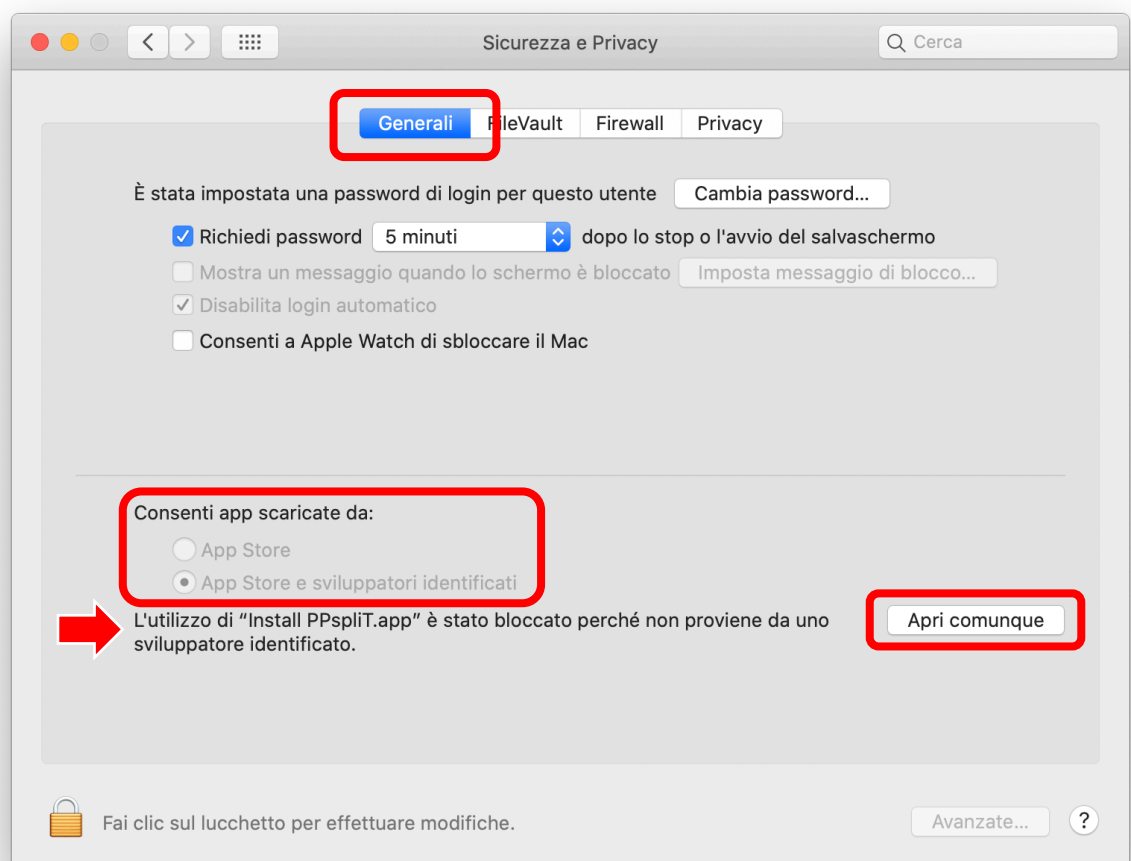 Sicurezza e Privacy
Cerca
Generali
FileVault
Firewall
Privacy
È stata impostata una password di login per questo utente
Cambia password...
Richiedi password
5 minuti
dopo lo stop o l'avvio del salvaschermo
Mostra un messaggio quando lo schermo è bloccato
Imposta messaggio di blocco...
Disabilita login automatico
Consenti a Apple Watch di sbloccare il Mac
Consenti app scaricate da:
App Store
App Store e sviluppatori identificati
L'utilizzo di “Install PPspliT.app” è stato bloccato perché non proviene da uno
sviluppatore identificato.
Apri comunque
Fai clic sul lucchetto per effettuare modifiche.
Avanzate...
?